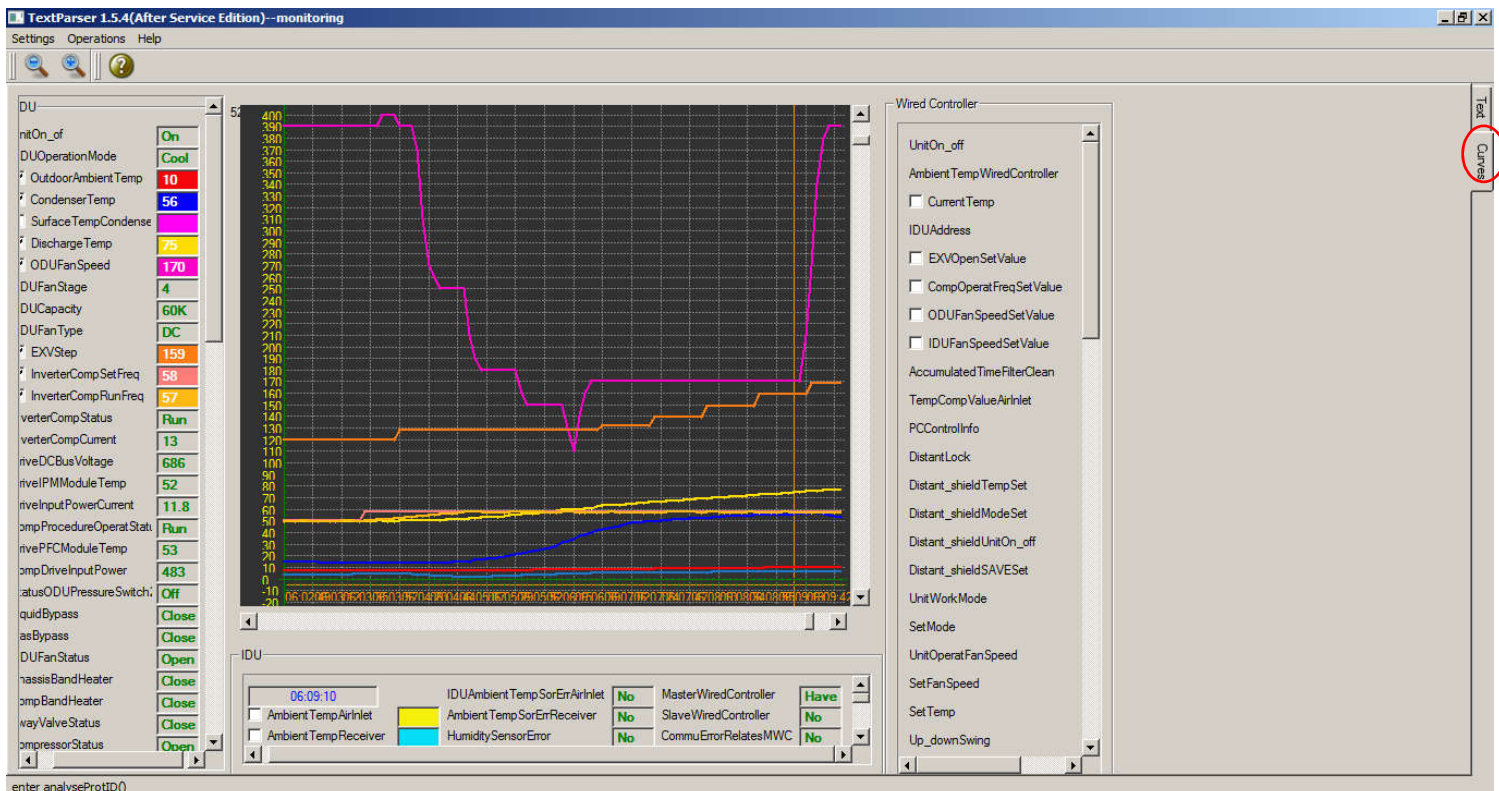 TextParser 1.5.4(After Service Edition)--monitoring
Settings Operations Help
DU
nitOn_of On
DUOperationMode Cool
OutdoorAmbientTemp 10
CondenserTemp 56
SurfaceTempCondense
DischargeTemp 75
ODUFanSpeed 170
DUFanStage 4
DUCapacity 60K
DUFanType DC
EXVStep 159
InverterCompSetFreq 58
InverterCompRunFreq 57
verterCompStatus Run
verterCompCurrent 13
riveDCBusVoltage 686
riveIPMModuleTemp 52
riveInputPowerCurrent 11.8
ompProcedureOperatStatu Run
rivePFCModuleTemp 53
ompDriveInputPower 483
tatusODUPressureSwitch Off
quidBypass Close
asBypass Close
DUFanStatus Open
hassisBandHeater Close
ompBandHeater Close
wayValveStatus Close
ompressorStatus Open
52
400
390
370
350
340
330
320
310
300
290
280
270
260
250
240
230
220
210
200
190
180
170
160
150
140
130
120
110
100
90
80
70
60
50
40
30
20
10
0
-10
-20
IDU
06:09:10 IDUAmbientTempSorErrAirInlet No MasterWiredController Have
AmbientTempAirInlet AmbientTempSorErrReceiver No SlaveWiredController No
AmbientTempReceiver HumiditySensorError No CommuErrorRelatesMWC No
Wired Controller
UnitOn_off
AmbientTempWiredController
CurrentTemp
IDUAddress
EXVOpenSetValue
CompOperatFreqSetValue
ODUFanSpeedSetValue
IDUFanSpeedSetValue
AccumulatedTimeFilterClean
TempCompValueAirInlet
PCControlInfo
DistantLock
Distant_shieldTempSet
Distant_shieldModeSet
Distant_shieldUnitOn_off
Distant_shieldSAVESet
UnitWorkMode
SetMode
UnitOperatFanSpeed
SetFanSpeed
SetTemp
Up_downSwing
Text
Curves
enter analyseProtID()